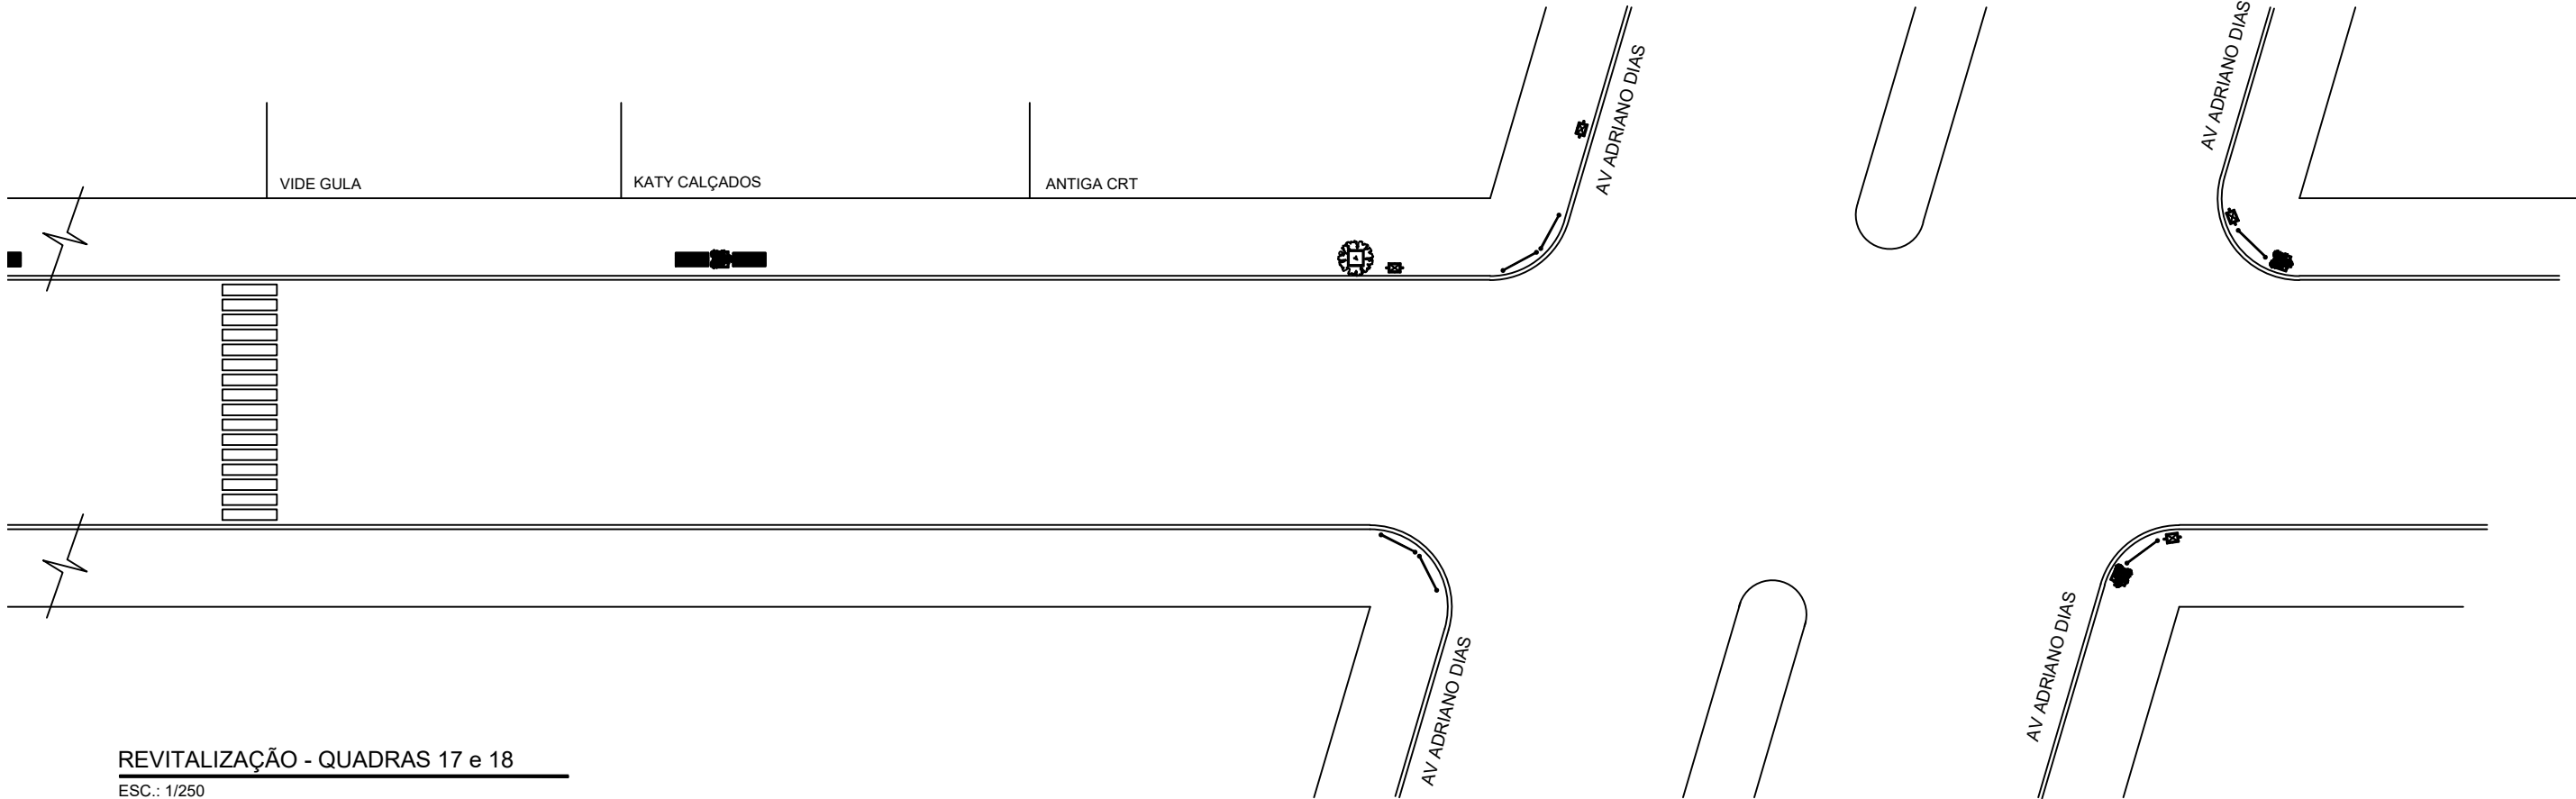 AV ADRIANO DIAS
AV ADRIANO DIAS
VIDE GULA
KATY CALÇADOS
ANTIGA CRT
AV ADRIANO DIAS
AV ADRIANO DIAS
REVITALIZAÇÃO - QUADRAS 17 e 18
ESC.: 1/250